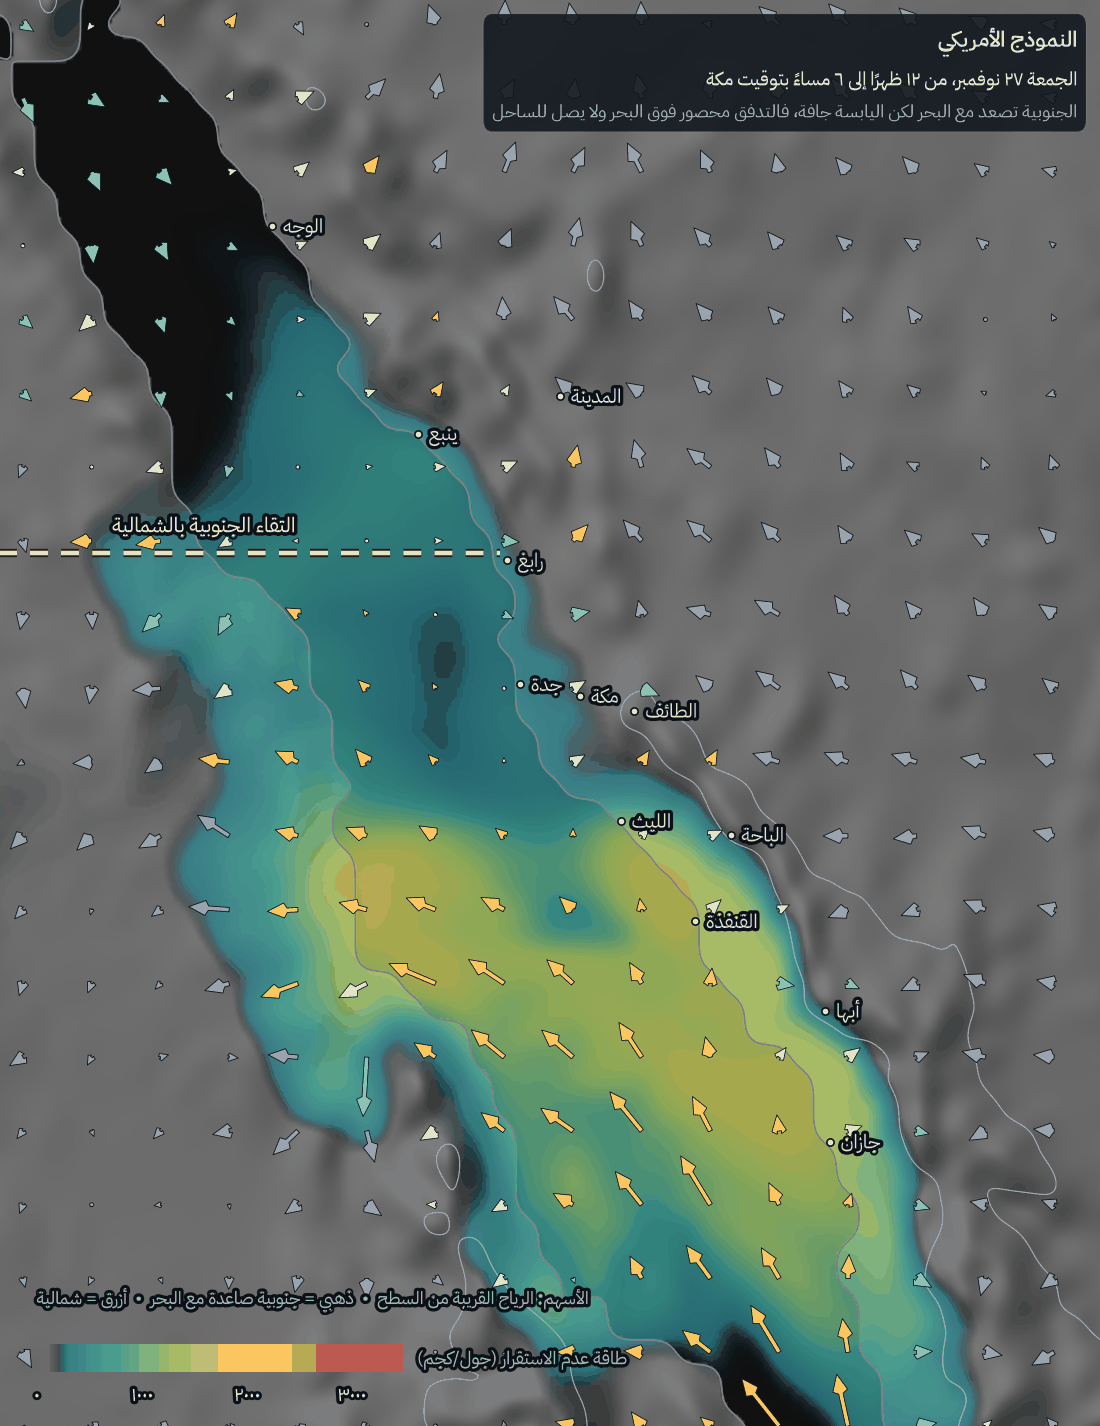 النموذج الأمريكي
الجمعة ٢٧ نوفمبر، من ١٢ ظهرًا إلى ٦ مساءً بتوقيت مكة
الجنوبية تصعد مع البحر لكن اليابسة جافة، فالتدفق محصور فوق البحر ولا يصل للساحل
الوجه
المدينة
ينبع
التقاء الجنوبية بالشمالية
رابغ
جدة
مكة
الطائف
الليث
الباحة
القنفذة
أبها
جازان
الأسهم: الرياح القريبة من السطح • ذهبي = جنوبية صاعدة مع البحر • أزرق = شمالية
طاقة عدم الاستقرار (جول/كجم)
٠ ١٠٠٠ ٢٠٠٠ ٣٠٠٠